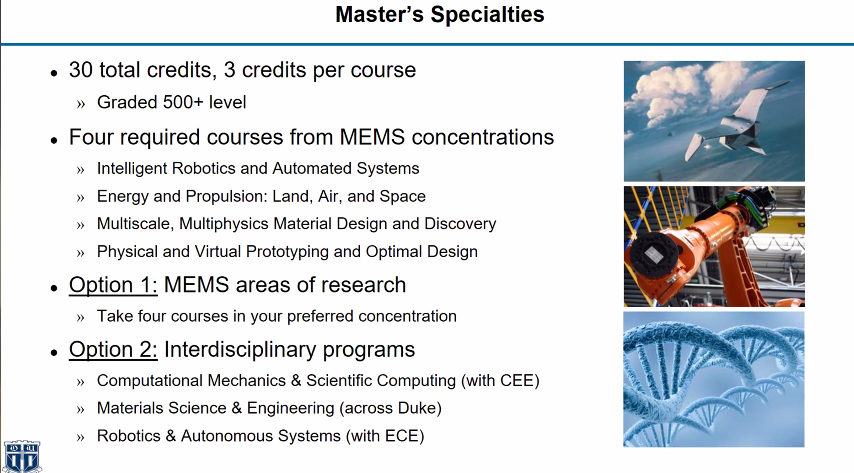 Master's Specialties
• 30 total credits, 3 credits per course
» Graded 500+ level
• Four required courses from MEMS concentrations
» Intelligent Robotics and Automated Systems
» Energy and Propulsion: Land, Air, and Space
» Multiscale, Multiphysics Material Design and Discovery
» Physical and Virtual Prototyping and Optimal Design
• Option 1: MEMS areas of research
» Take four courses in your preferred concentration
• Option 2: Interdisciplinary programs
» Computational Mechanics & Scientific Computing (with CEE)
» Materials Science & Engineering (across Duke)
» Robotics & Autonomous Systems (with ECE)